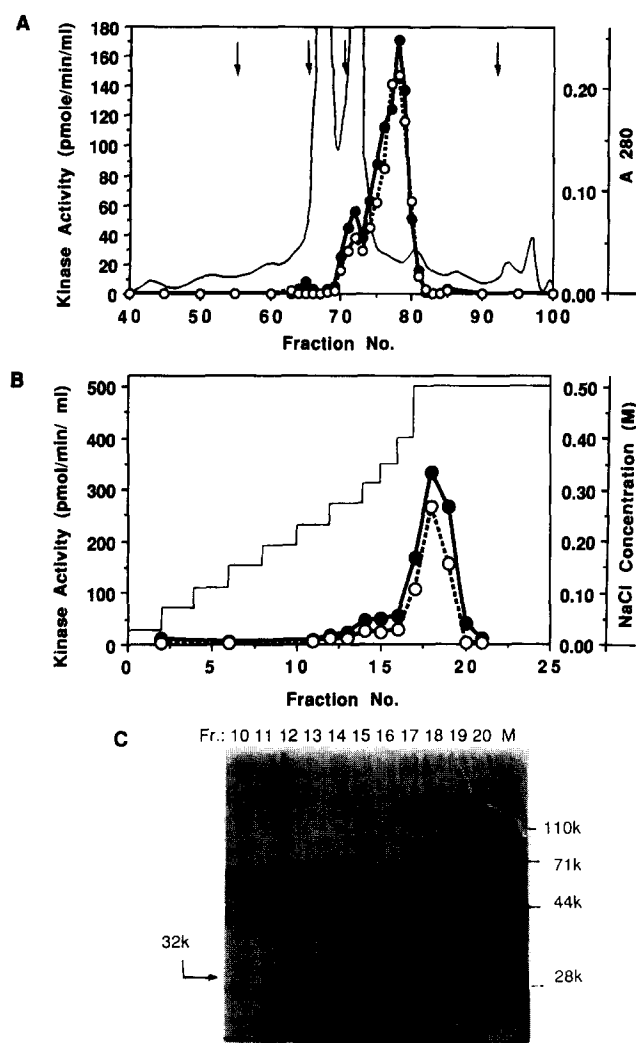 A
Kinase Activity (pmole/min/ml)
180
160
140
120
100
80
60
40
20
0
0.20
0.10
0.00
A 280
40 50 60 70 80 90 100
Fraction No.
B
Kinase Activity (pmol/min/ ml)
500
400
300
200
100
0
0.50
0.40
0.30
0.20
0.10
0.00
NaCl Concentration (M)
0 5 10 15 20 25
Fraction No.
C
Fr.: 10 11 12 13 14 15 16 17 18 19 20 M
110k
71k
44k
32k
28k